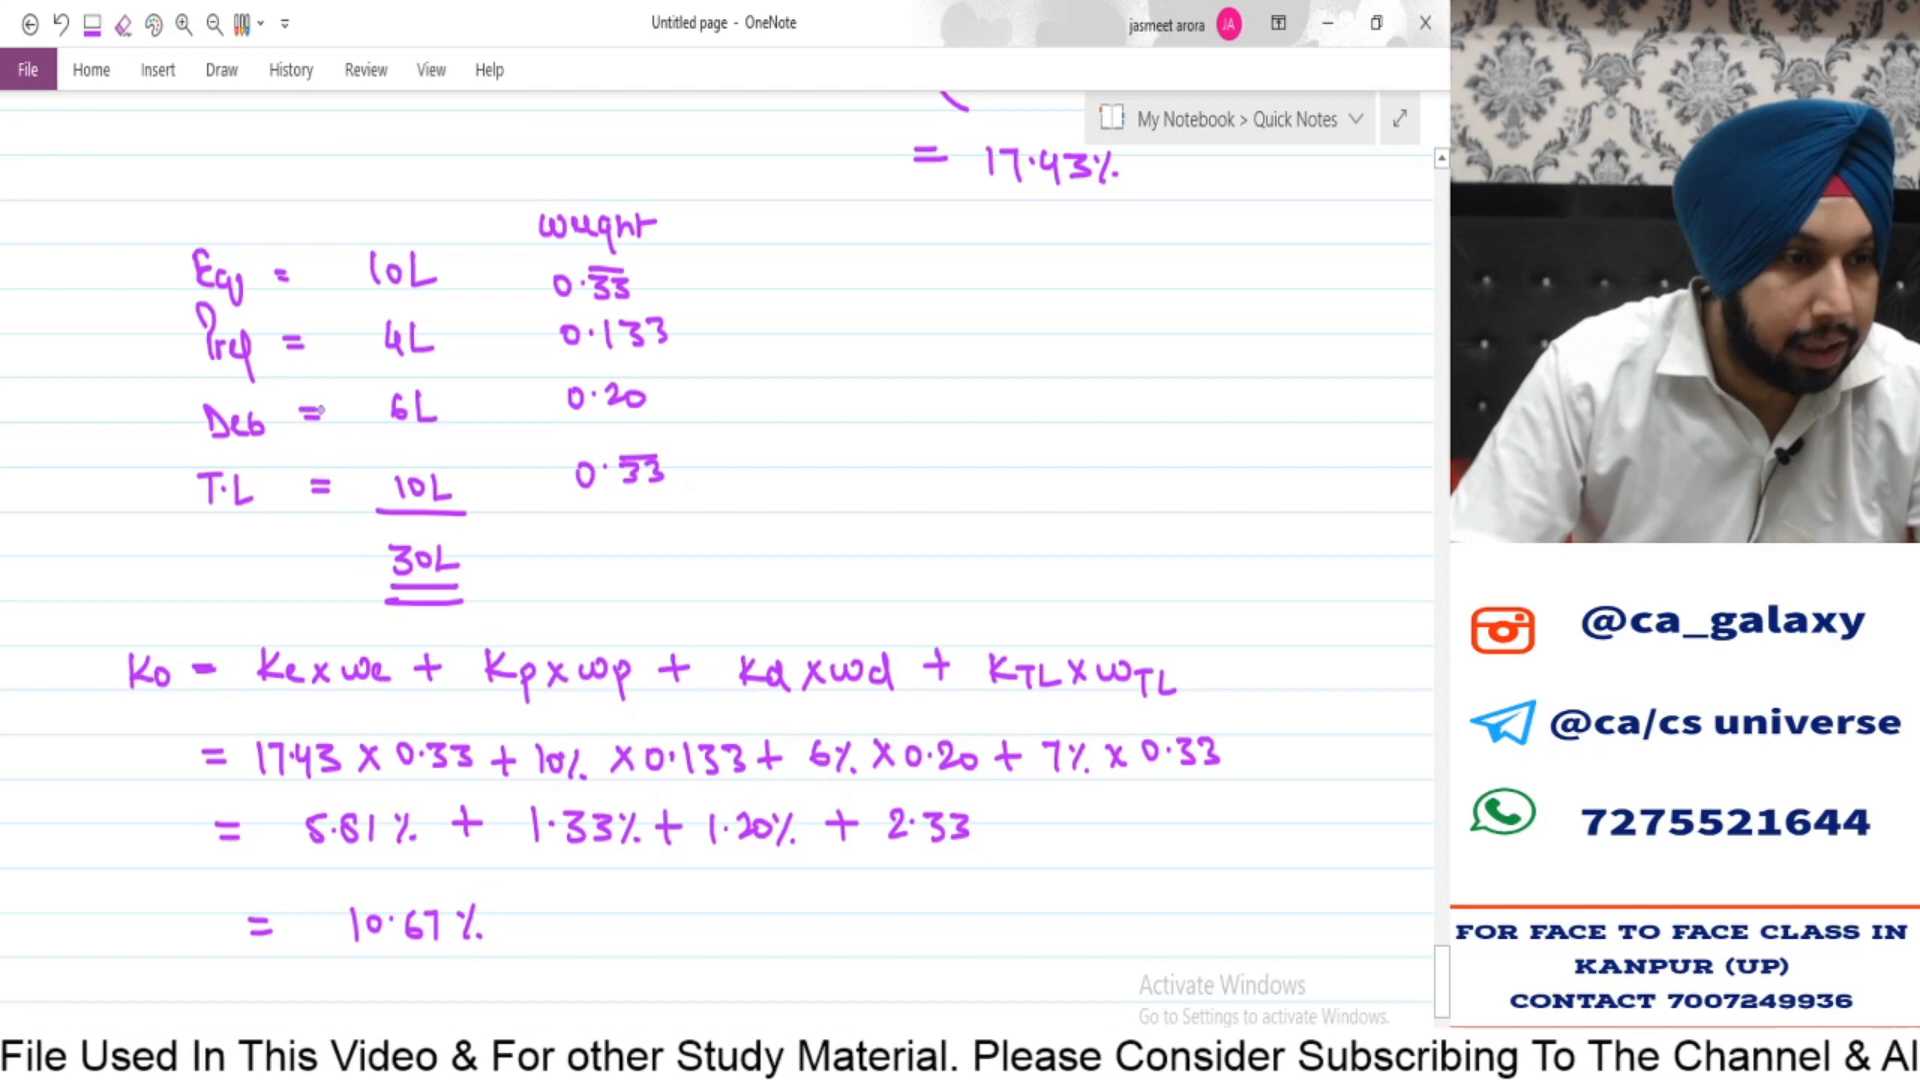 Untitled page - OneNote
jasmeet arora JA
File Home Insert Draw History Review View Help
My Notebook > Quick Notes
= 17.43%
weight
Eqy = 10L 0.33
Pref = 4L 0.133
Deb = 6L 0.20
T.L = 10L 0.33
30L
Ko = Ke x we + Kp x wp + Kd x wd + KTL x wTL
= 17.43 x 0.33 + 10% x 0.133 + 6% x 0.20 + 7% x 0.33
= 5.81% + 1.33% + 1.20% + 2.33
= 10.67%
Activate Windows
Go to Settings to activate Windows.
@ca_galaxy
@ca/cs universe
7275521644
FOR FACE TO FACE CLASS IN
KANPUR (UP)
CONTACT 7007249936
File Used In This Video & For other Study Material. Please Consider Subscribing To The Channel & Al